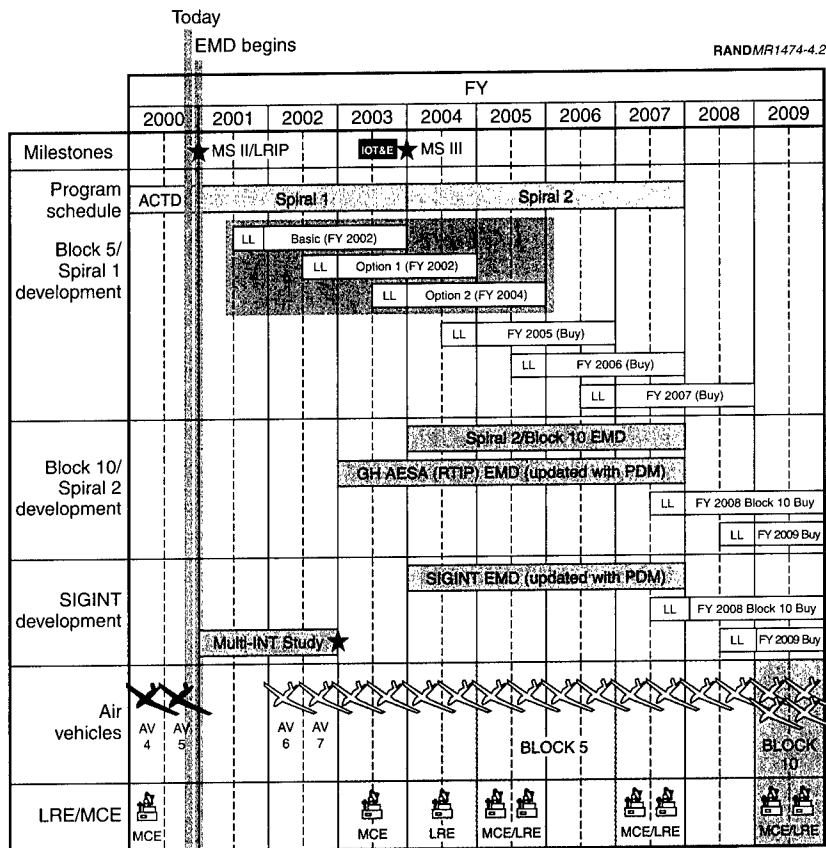 Today
EMD begins
RANDMR1474-4.2
FY
2000 2001 2002 2003 2004 2005 2006 2007 2008 2009
Milestones
MS II/LRIP
IOT&E
MS III
Program
schedule
ACTD
Spiral 1
Spiral 2
Block 5/
Spiral 1
development
LL Basic (FY 2002)
LL Option 1 (FY 2002)
LL Option 2 (FY 2004)
LL FY 2005 (Buy)
LL FY 2006 (Buy)
LL FY 2007 (Buy)
Block 10/
Spiral 2
development
Spiral 2/Block 10 EMD
GH AESA (RTIP) EMD (updated with PDM)
LL FY 2008 Block 10 Buy
LL FY 2009 Buy
SIGINT
development
SIGINT EMD (updated with PDM)
LL FY 2008 Block 10 Buy
LL FY 2009 Buy
Multi-INT Study
Air
vehicles
AV
4
AV
5
AV
6
AV
7
BLOCK 5
BLOCK
10
LRE/MCE
MCE
MCE
LRE
MCE/LRE
MCE/LRE
MCE/LRE